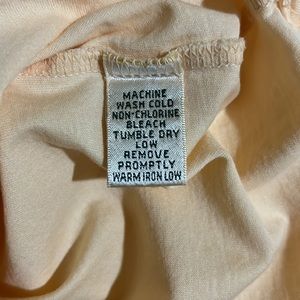 MACHINE
WASH COLD
NON-CHLORINE
BLEACH
TUMBLE DRY
LOW
REMOVE
PROMPTLY
WARM IRON LOW